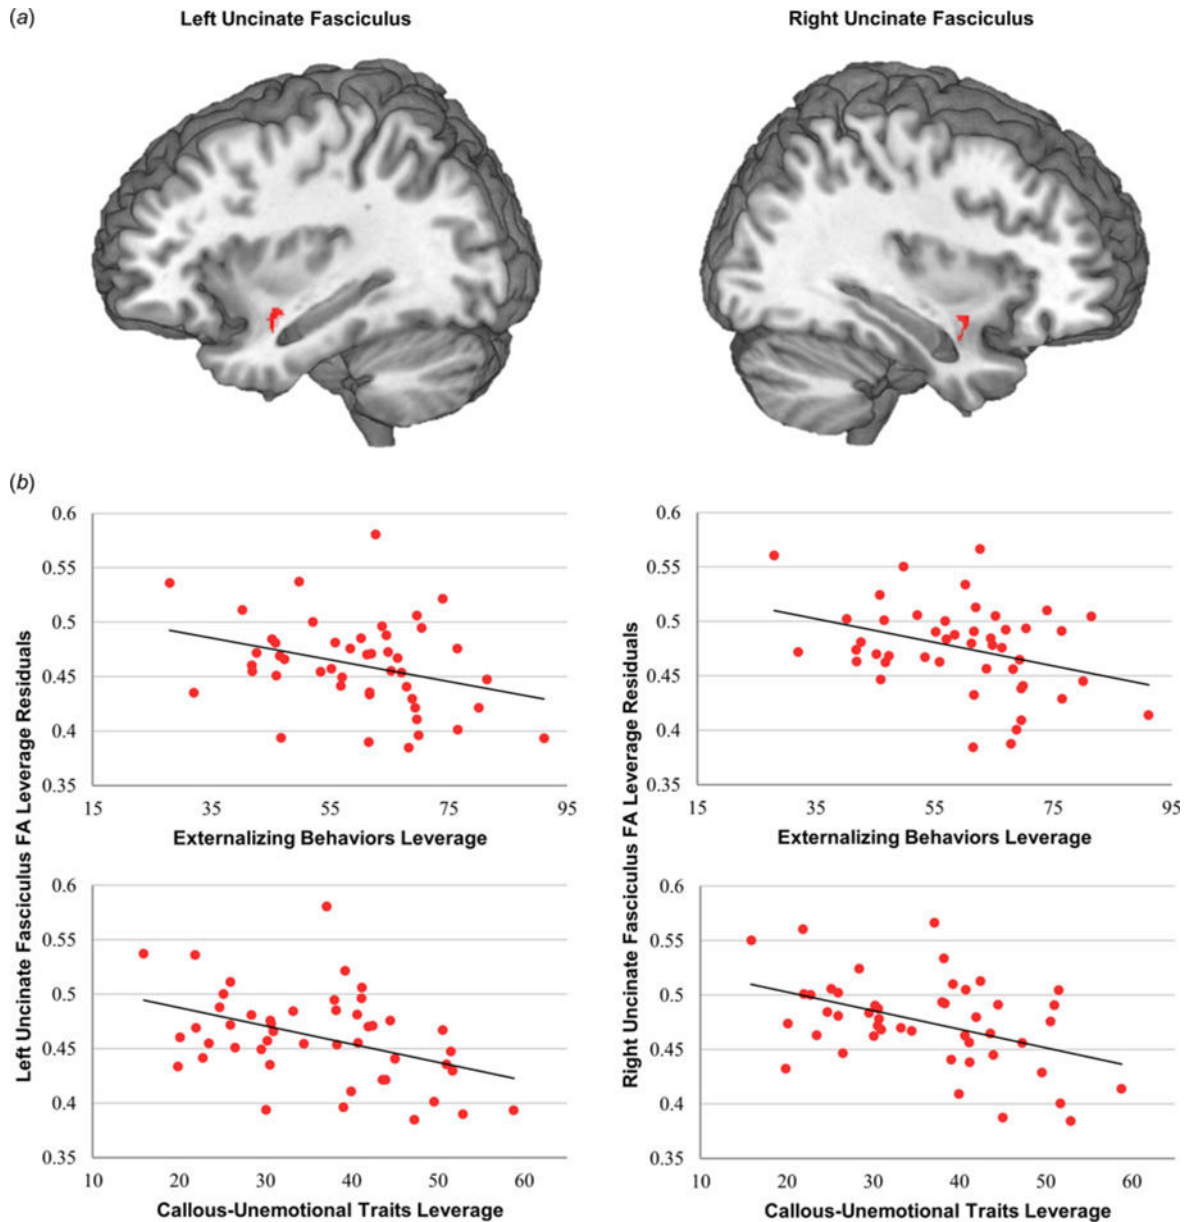 (a)
Left Uncinate Fasciculus
Right Uncinate Fasciculus
(b)
Left Uncinate Fasciculus FA Leverage Residuals
0.6
0.55
0.5
0.45
0.4
0.35
15 35 55 75 95
Externalizing Behaviors Leverage
0.6
0.55
0.5
0.45
0.4
0.35
10 20 30 40 50 60
Callous-Unemotional Traits Leverage
Right Uncinate Fasciculus FA Leverage Residuals
0.6
0.55
0.5
0.45
0.4
0.35
15 35 55 75 95
Externalizing Behaviors Leverage
0.6
0.55
0.5
0.45
0.4
0.35
10 20 30 40 50 60
Callous-Unemotional Traits Leverage